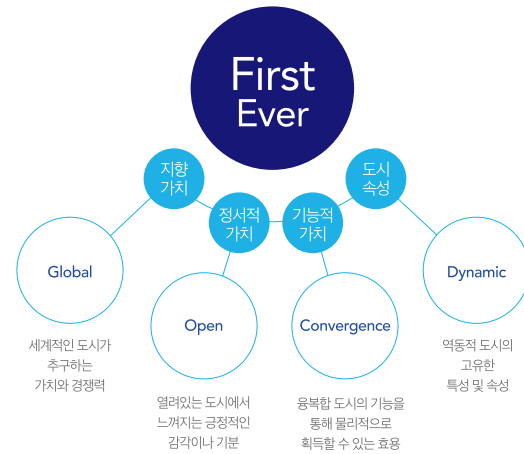 First
Ever
지향
가치
정서적
가치
기능적
가치
도시
속성
Global
세계적인 도시가
추구하는
가치와 경쟁력
Open
열려있는 도시에서
느껴지는 긍정적인
감각이나 기분
Convergence
융복합 도시의 기능을
통해 물리적으로
획득할 수 있는 효용
Dynamic
역동적 도시의
고유한
특성 및 속성